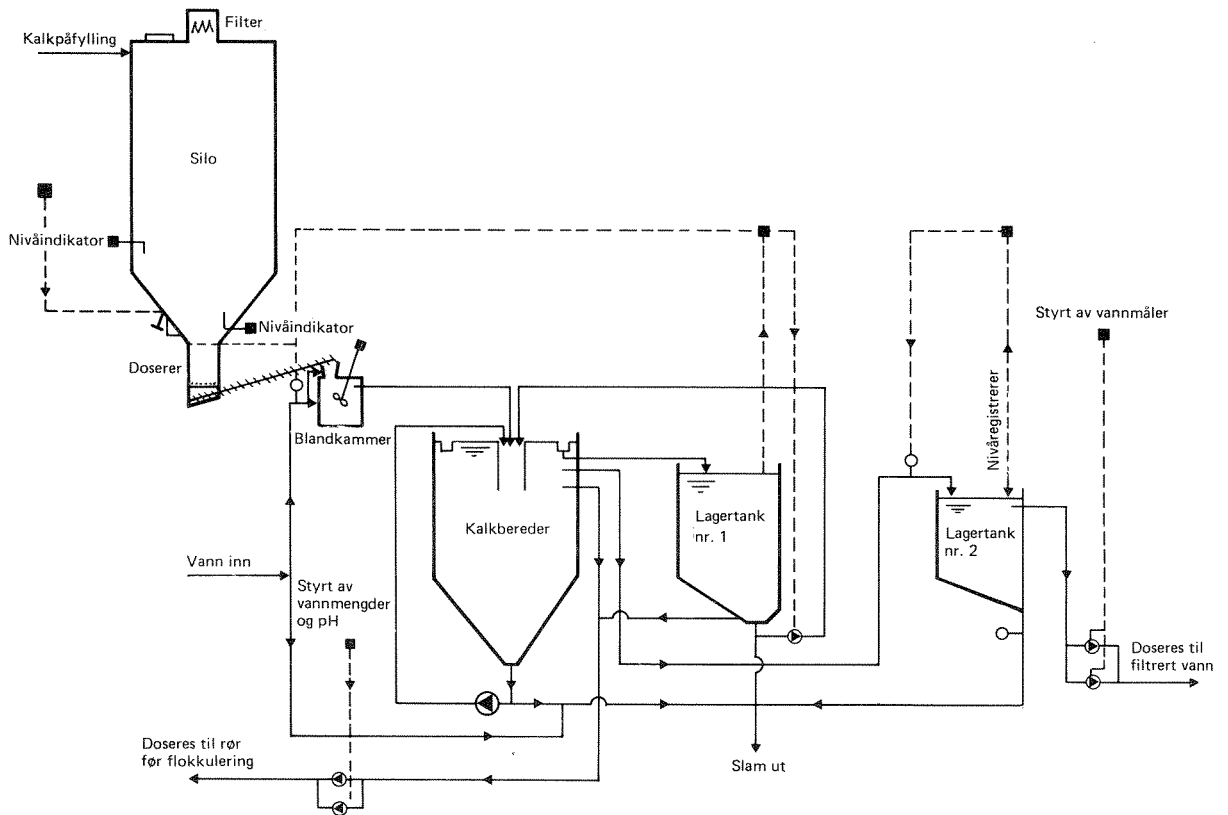 Filter
Kalkpåfylling
Silo
Nivåindikator
Nivåindikator
Doserer
Blandkammer
Styrt av vannmåler
Nivåregistrerer
Kalkbereder
Lagertank
nr. 1
Lagertank
nr. 2
Vann inn
Styrt av
vannmengder
og pH
Doseres til
filtrert vann
Doseres til rør
før flokkulering
Slam ut